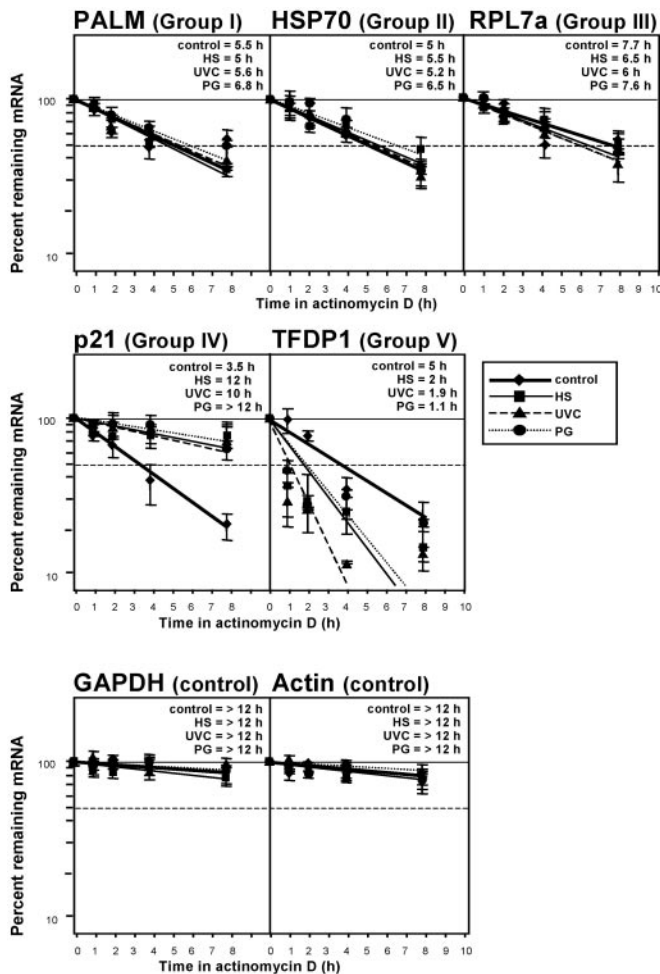 PALM (Group I)
control = 5.5 h
HS = 5 h
UVC = 5.6 h
PG = 6.8 h
HSP70 (Group II)
control = 5 h
HS = 5.5 h
UVC = 5.2 h
PG = 6.5 h
RPL7a (Group III)
control = 7.7 h
HS = 6.5 h
UVC = 6 h
PG = 7.6 h
Percent remaining mRNA
100
10
0 1 2 3 4 5 6 7 8 0 1 2 3 4 5 6 7 8 0 1 2 3 4 5 6 7 8 9 10
Time in actinomycin D (h)
Time in actinomycin D (h)
p21 (Group IV)
control = 3.5 h
HS = 12 h
UVC = 10 h
PG = > 12 h
TFDP1 (Group V)
control = 5 h
HS = 2 h
UVC = 1.9 h
PG = 1.1 h
Percent remaining mRNA
100
10
0 1 2 3 4 5 6 7 8 0 1 2 3 4 5 6 7 8 9 10
Time in actinomycin D (h)
control
HS
UVC
PG
GAPDH (control)
control = > 12 h
HS = > 12 h
UVC = > 12 h
PG = > 12 h
Actin (control)
control = > 12 h
HS = > 12 h
UVC = > 12 h
PG = > 12 h
Percent remaining mRNA
100
10
0 1 2 3 4 5 6 7 8 0 1 2 3 4 5 6 7 8 9 10
Time in actinomycin D (h)